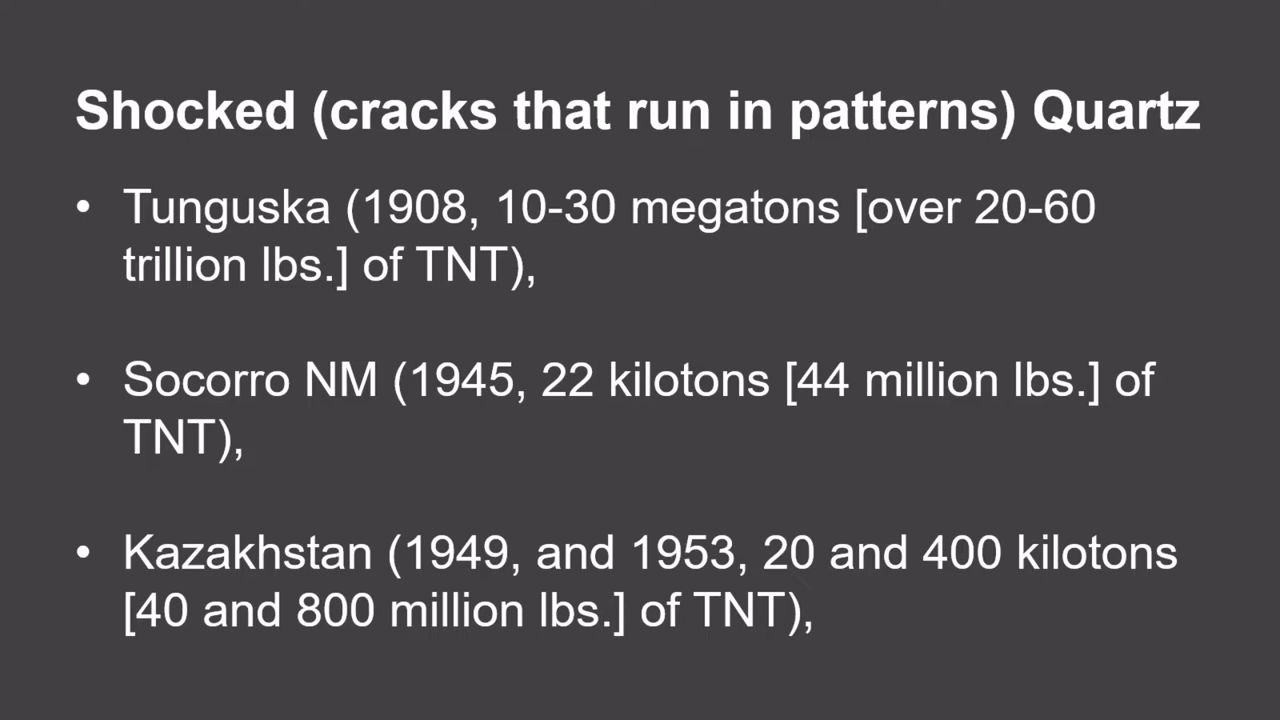 Shocked (cracks that run in patterns) Quartz
• Tunguska (1908, 10-30 megatons [over 20-60
trillion lbs.] of TNT),
• Socorro NM (1945, 22 kilotons [44 million lbs.] of
TNT),
• Kazakhstan (1949, and 1953, 20 and 400 kilotons
[40 and 800 million lbs.] of TNT),